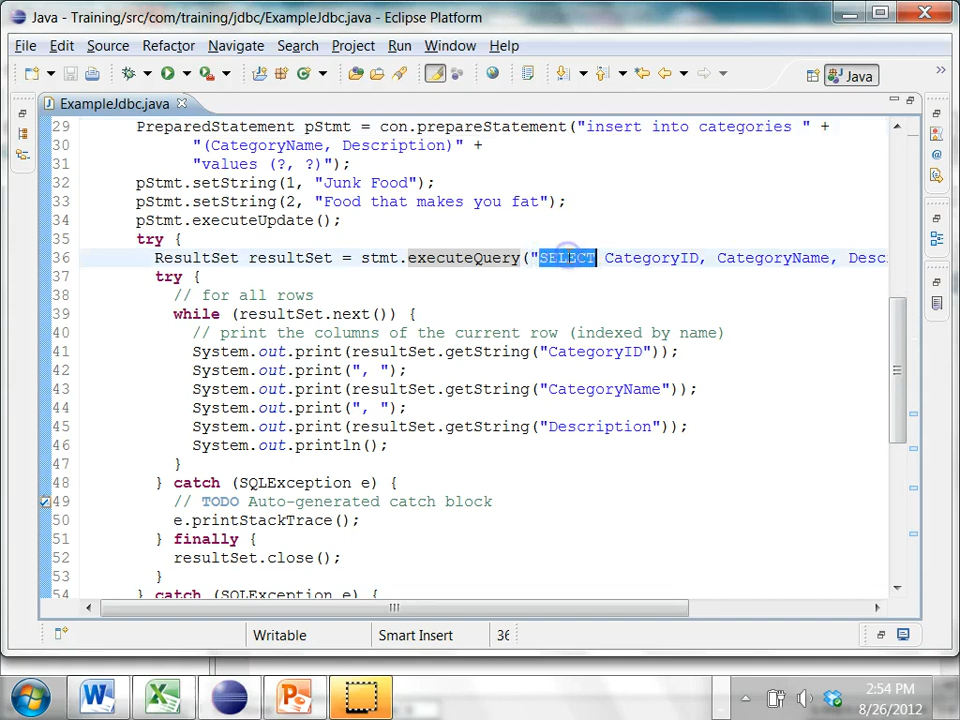 Java - Training/src/com/training/jdbc/ExampleJdbc.java - Eclipse Platform
File Edit Source Refactor Navigate Search Project Run Window Help
Java
ExampleJdbc.java
29 PreparedStatement pStmt = con.prepareStatement("insert into categories " +
30 "(CategoryName, Description)" +
31 "values (?, ?)");
32 pStmt.setString(1, "Junk Food");
33 pStmt.setString(2, "Food that makes you fat");
34 pStmt.executeUpdate();
35 try {
36 ResultSet resultSet = stmt.executeQuery("SELECT CategoryID, CategoryName, Desc
37 try {
38 // for all rows
39 while (resultSet.next()) {
40 // print the columns of the current row (indexed by name)
41 System.out.print(resultSet.getString("CategoryID"));
42 System.out.print(", ");
43 System.out.print(resultSet.getString("CategoryName"));
44 System.out.print(", ");
45 System.out.print(resultSet.getString("Description"));
46 System.out.println();
47 }
48 } catch (SQLException e) {
49 // TODO Auto-generated catch block
50 e.printStackTrace();
51 } finally {
52 resultSet.close();
53 }
54 } catch (SQLException e) {
Writable Smart Insert 36
2:54 PM
8/26/2012